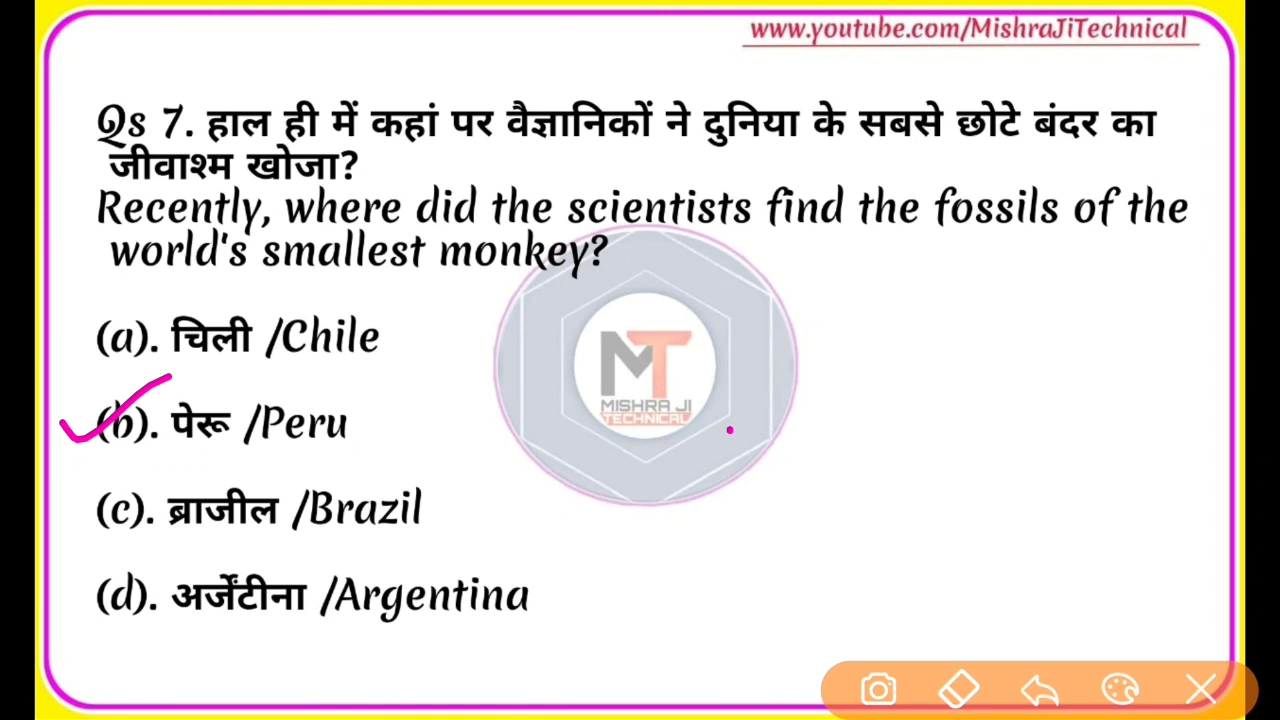 www.youtube.com/MishraJiTechnical
Qs 7. हाल ही में कहां पर वैज्ञानिकों ने दुनिया के सबसे छोटे बंदर का
जीवाश्म खोजा?
Recently, where did the scientists find the fossils of the
world's smallest monkey?
(a). चिली /Chile
(b). पेरू /Peru
(c). ब्राजील /Brazil
(d). अर्जेंटीना /Argentina
MT
MISHRA JI
TECHNICAL